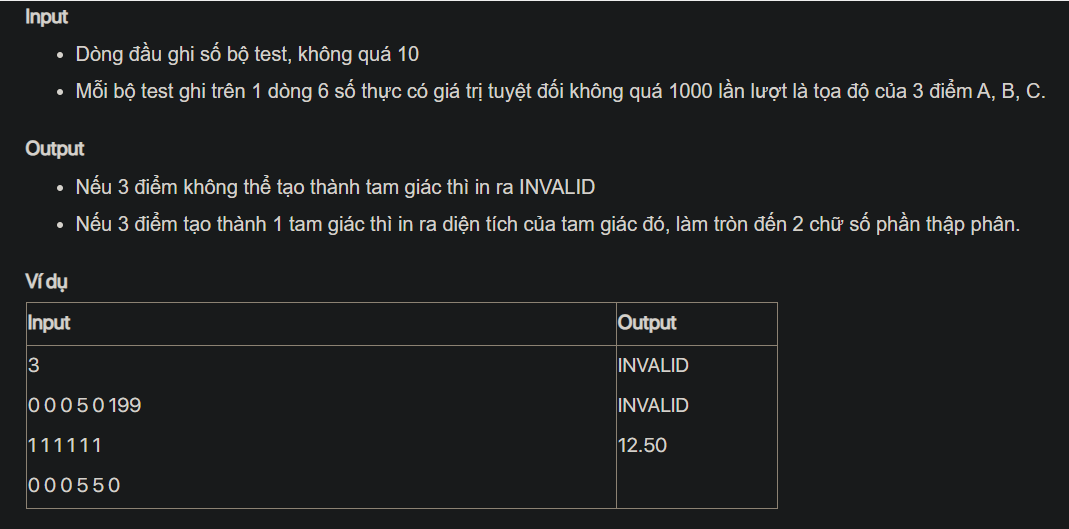 Input
• Dòng đầu ghi số bộ test, không quá 10
• Mỗi bộ test ghi trên 1 dòng 6 số thực có giá trị tuyệt đối không quá 1000 lần lượt là tọa độ của 3 điểm A, B, C.
Output
• Nếu 3 điểm không thể tạo thành tam giác thì in ra INVALID
• Nếu 3 điểm tạo thành 1 tam giác thì in ra diện tích của tam giác đó, làm tròn đến 2 chữ số phần thập phân.
Ví dụ
Input Output
3 INVALID
0 0 0 5 0 199 INVALID
1 1 1 1 1 1 12.50
0 0 0 5 5 0